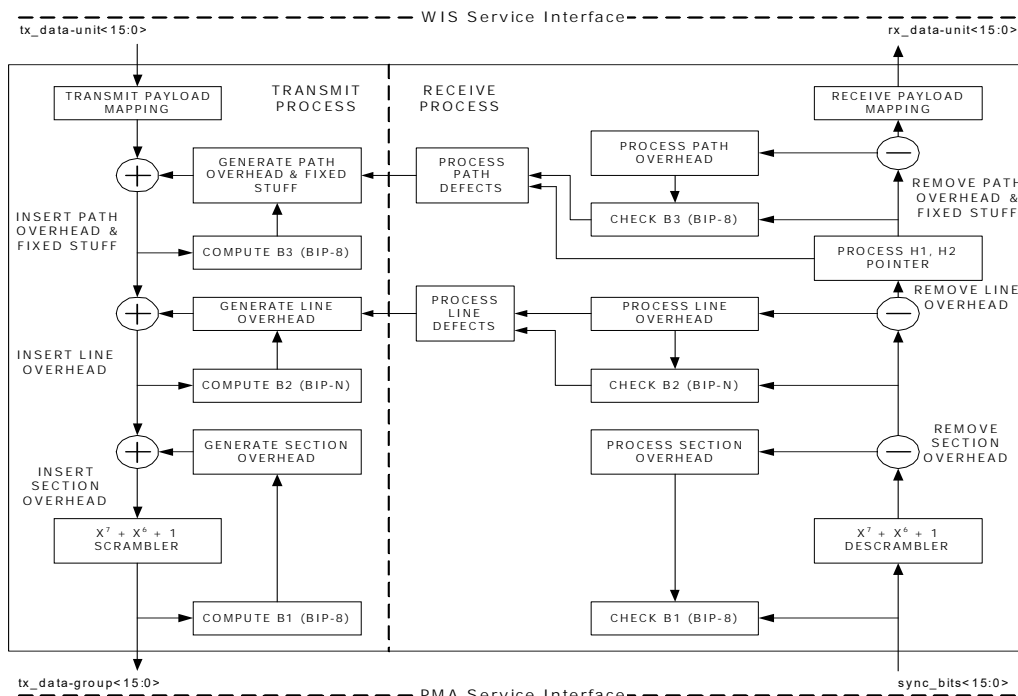 WIS Service Interface
tx_data-unit<15:0>
rx_data-unit<15:0>
TRANSMIT PAYLOAD
MAPPING
TRANSMIT
PROCESS
RECEIVE
PROCESS
RECEIVE PAYLOAD
MAPPING
GENERATE PATH
OVERHEAD & FIXED
STUFF
PROCESS
PATH
DEFECTS
PROCESS PATH
OVERHEAD
REMOVE PATH
OVERHEAD &
FIXED STUFF
INSERT PATH
OVERHEAD &
FIXED STUFF
CHECK B3 (BIP-8)
COMPUTE B3 (BIP-8)
PROCESS H1, H2
POINTER
REMOVE LINE
OVERHEAD
GENERATE LINE
OVERHEAD
PROCESS
LINE
DEFECTS
PROCESS LINE
OVERHEAD
INSERT LINE
OVERHEAD
COMPUTE B2 (BIP-N)
CHECK B2 (BIP-N)
GENERATE SECTION
OVERHEAD
PROCESS SECTION
OVERHEAD
REMOVE
SECTION
OVERHEAD
INSERT
SECTION
OVERHEAD
X⁷ + X⁶ + 1
SCRAMBLER
X⁷ + X⁶ + 1
DESCRAMBLER
COMPUTE B1 (BIP-8)
CHECK B1 (BIP-8)
tx_data-group<15:0>
sync_bits<15:0>
PMA Service Interface